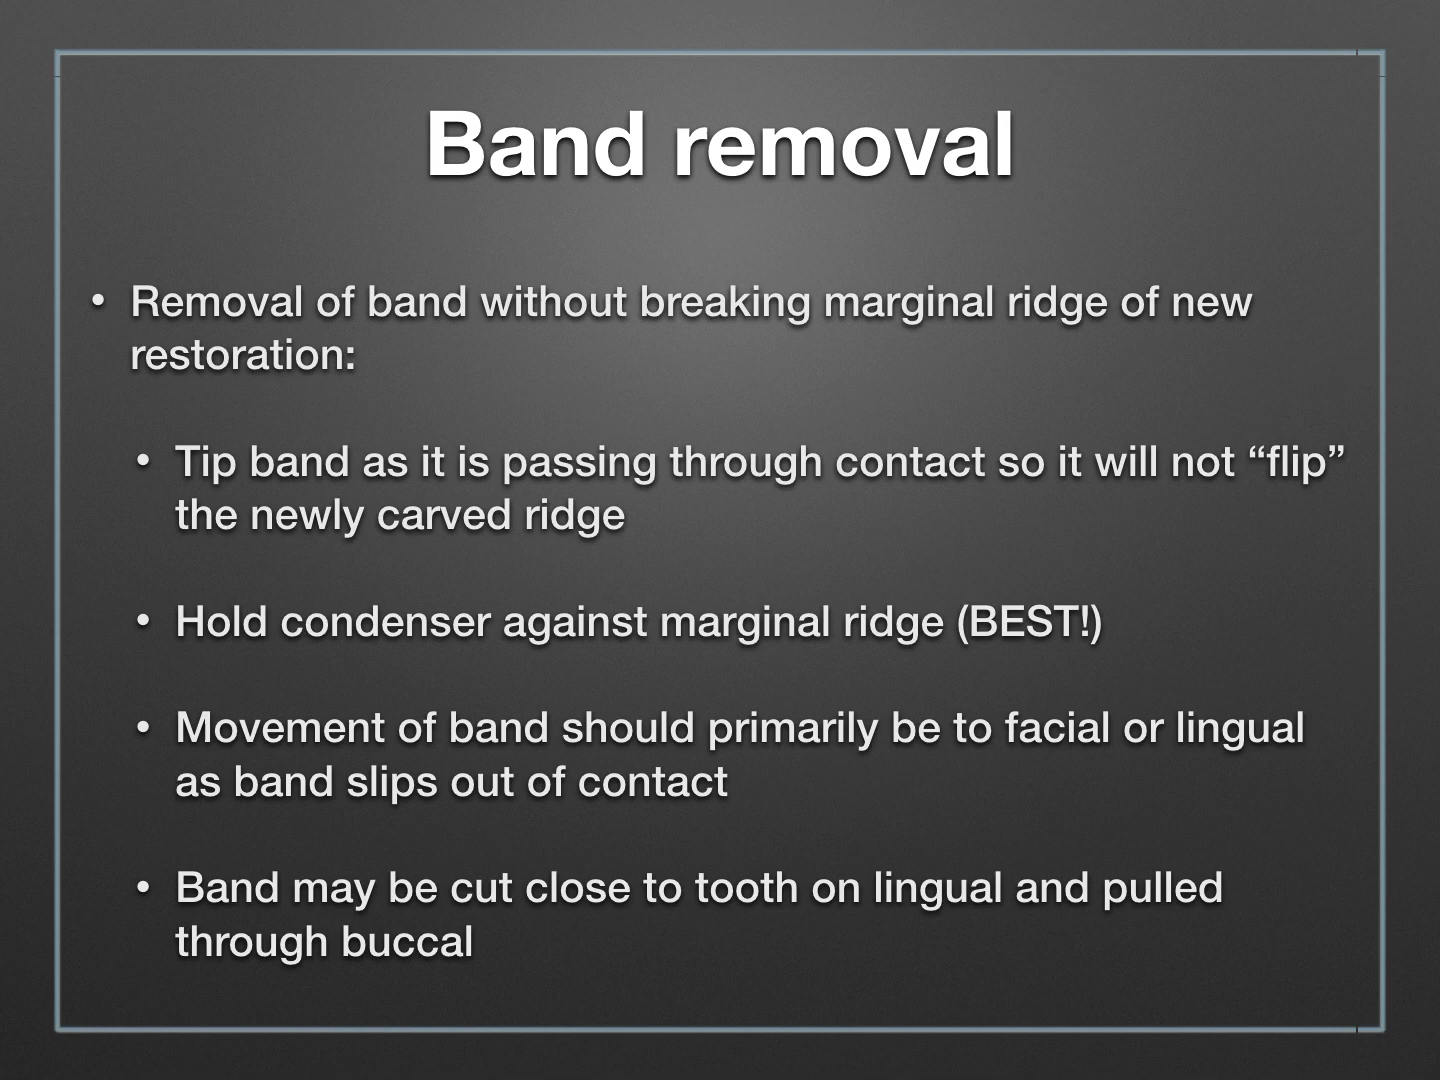 Band removal
• Removal of band without breaking marginal ridge of new
restoration:
• Tip band as it is passing through contact so it will not “flip”
the newly carved ridge
• Hold condenser against marginal ridge (BEST!)
• Movement of band should primarily be to facial or lingual
as band slips out of contact
• Band may be cut close to tooth on lingual and pulled
through buccal